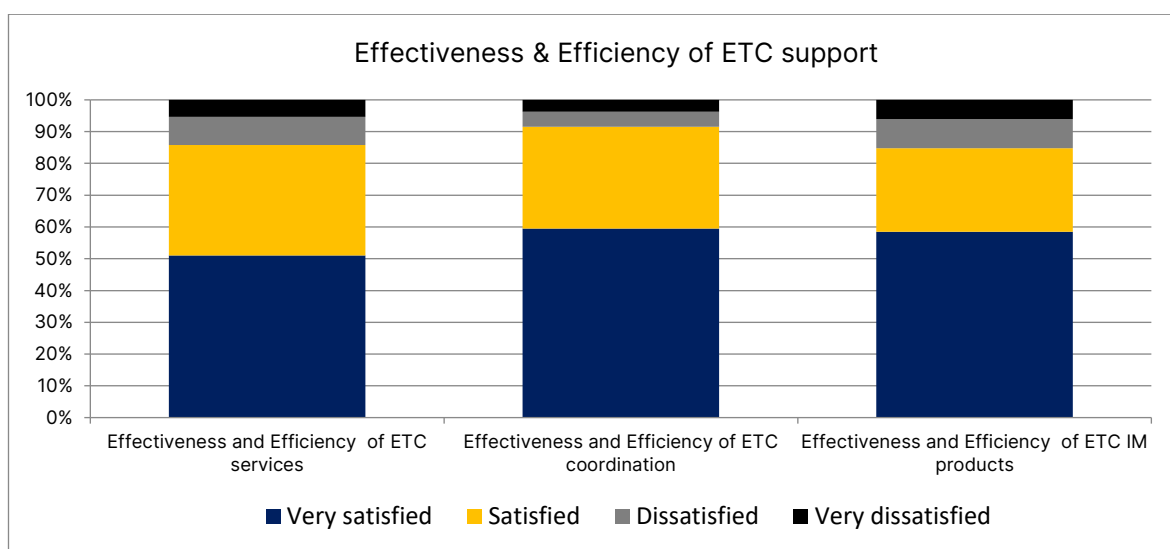 Effectiveness & Efficiency of ETC support
100%
90%
80%
70%
60%
50%
40%
30%
20%
10%
0%
Effectiveness and Efficiency of ETC
services
Effectiveness and Efficiency of ETC
coordination
Effectiveness and Efficiency of ETC IM
products
Very satisfied
Satisfied
Dissatisfied
Very dissatisfied